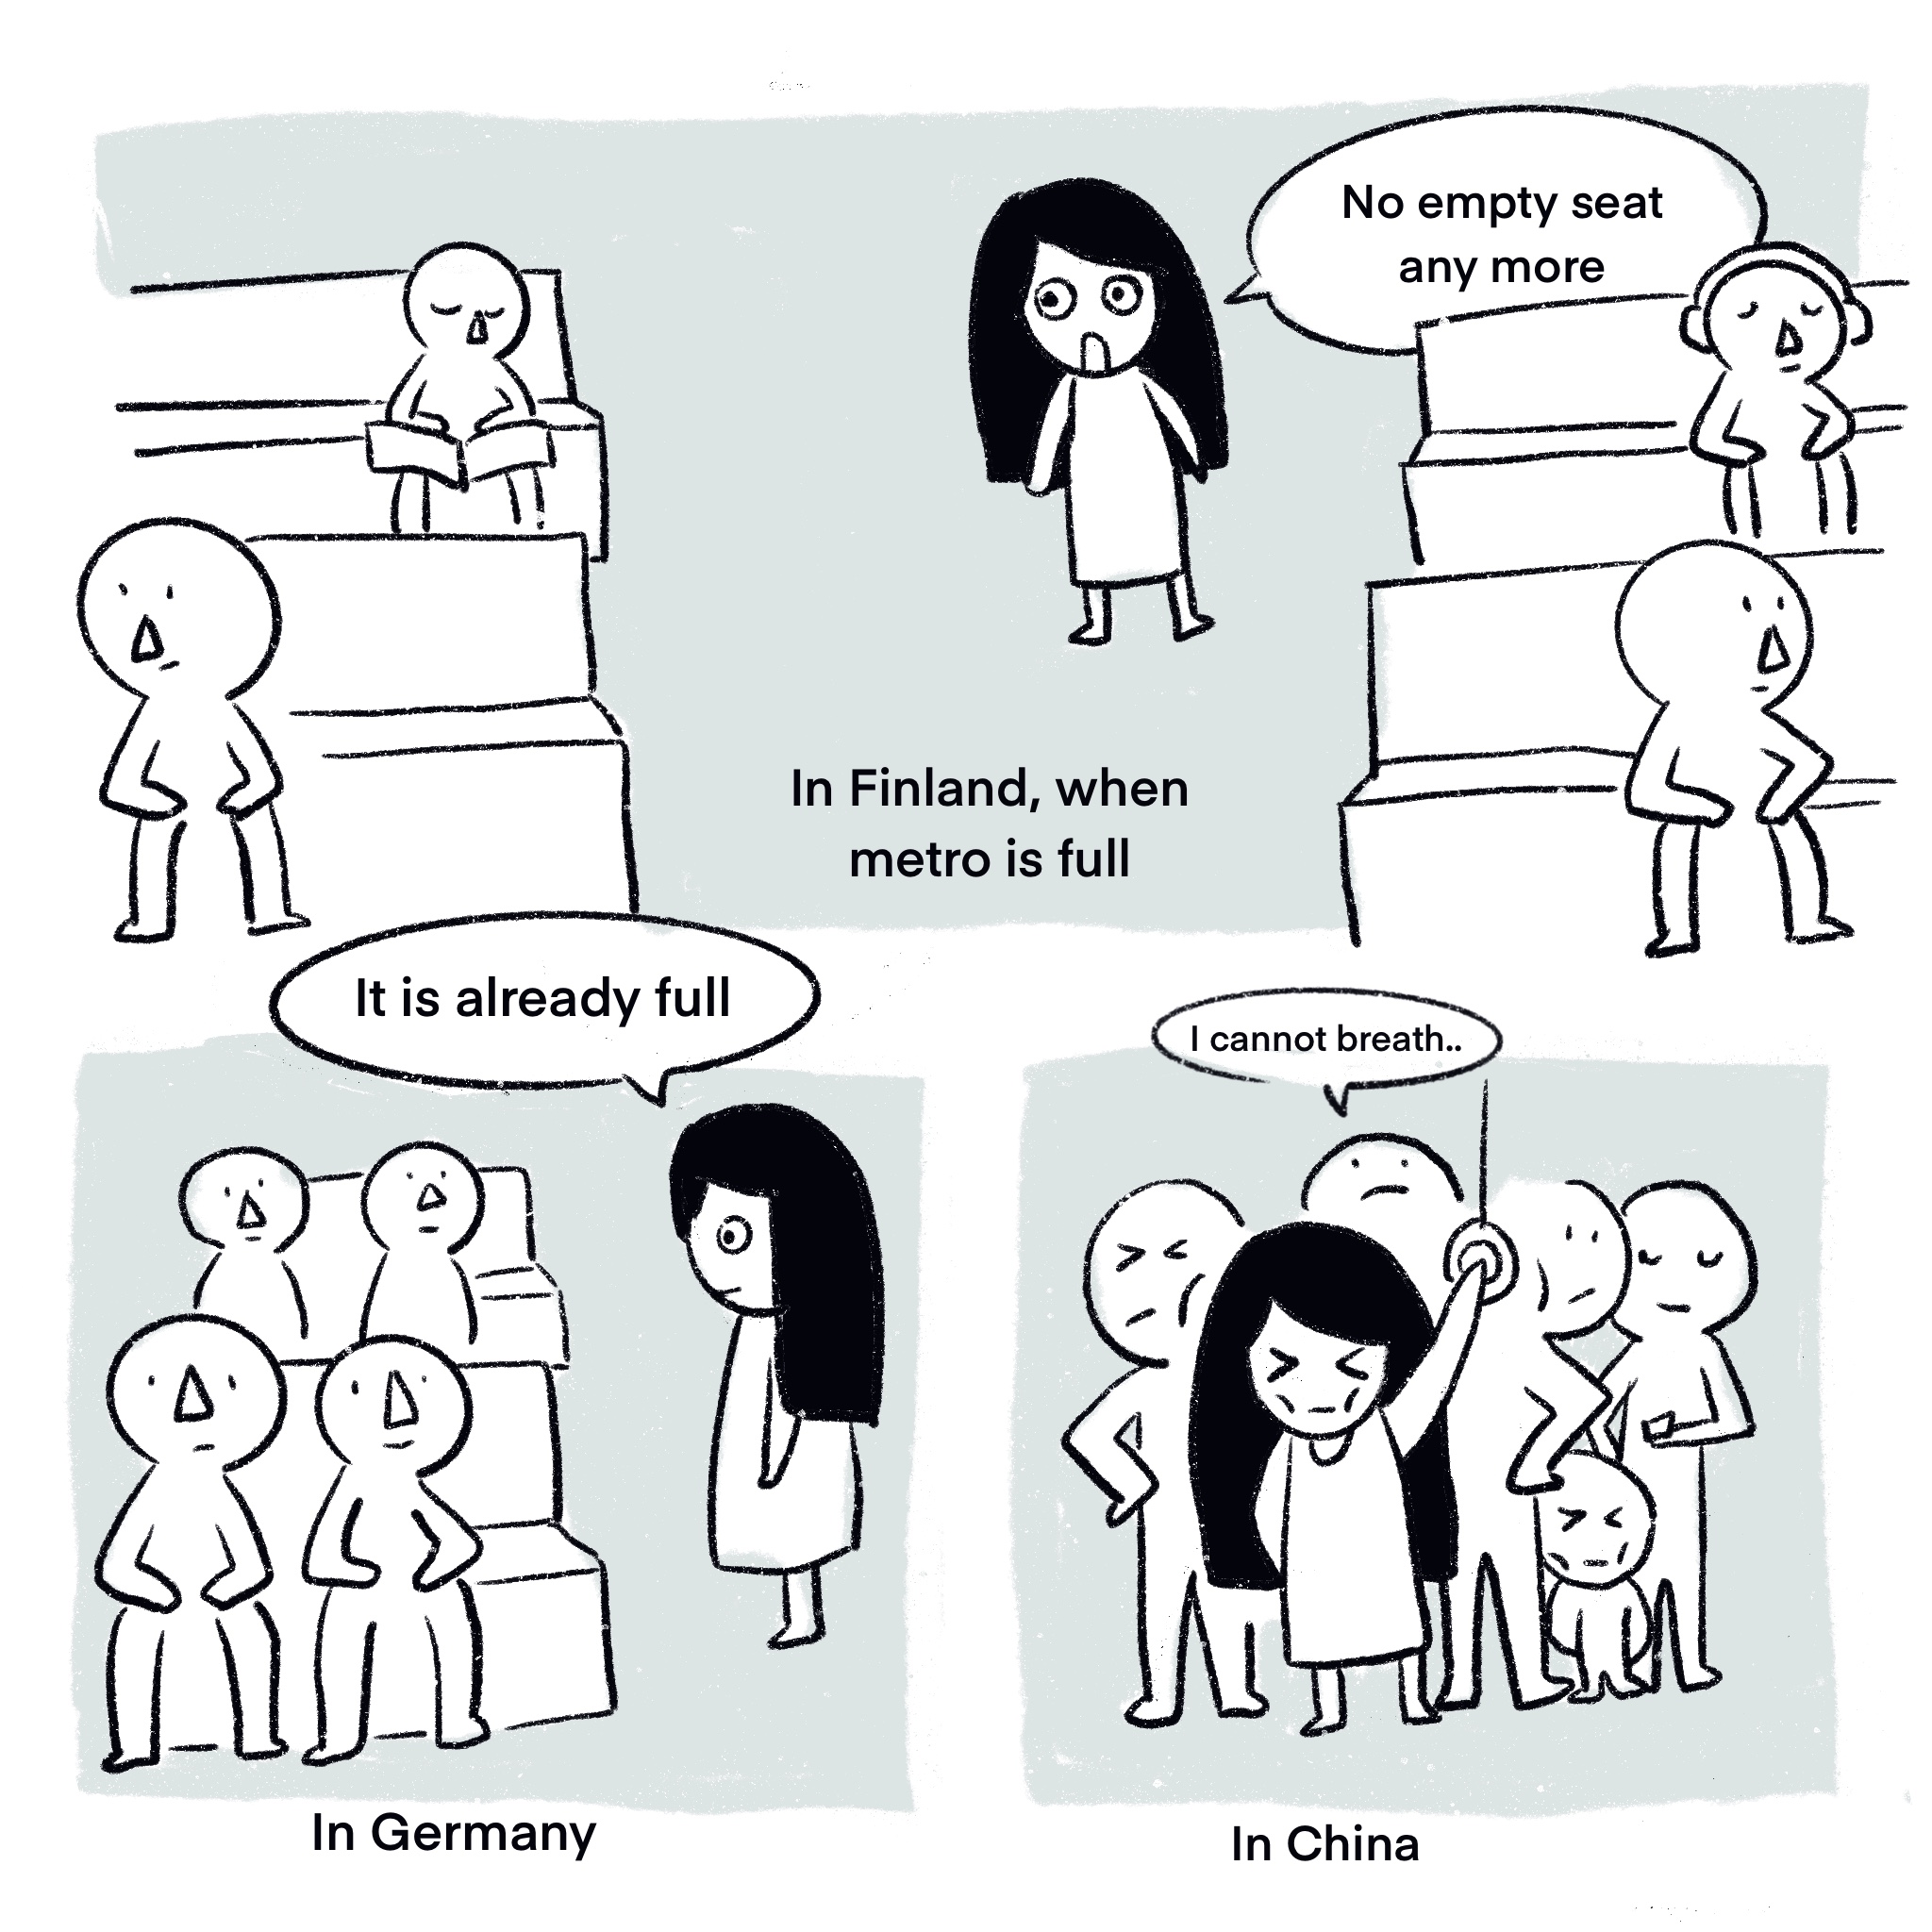 No empty seat
any more
In Finland, when
metro is full
It is already full
I cannot breath..
In Germany
In China